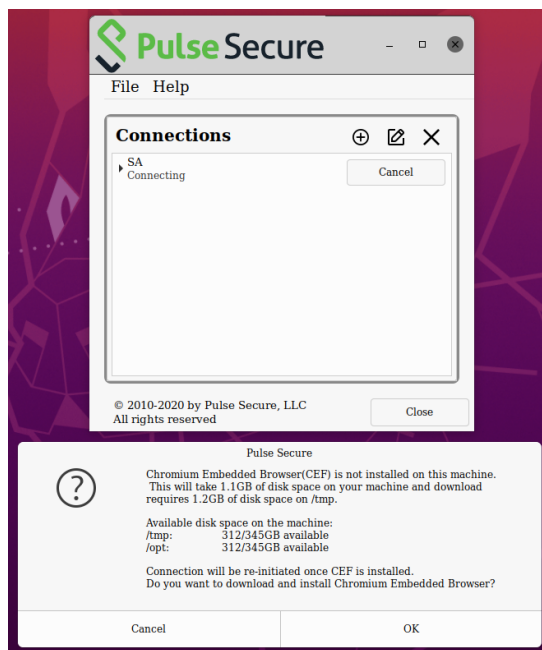 Pulse Secure
File Help
Connections
SA
Connecting
Cancel
© 2010-2020 by Pulse Secure, LLC
All rights reserved
Close
Pulse Secure
Chromium Embedded Browser(CEF) is not installed on this machine.
This will take 1.1GB of disk space on your machine and download
requires 1.2GB of disk space on /tmp.
Available disk space on the machine:
/tmp: 312/345GB available
/opt: 312/345GB available
Connection will be re-initiated once CEF is installed.
Do you want to download and install Chromium Embedded Browser?
Cancel OK